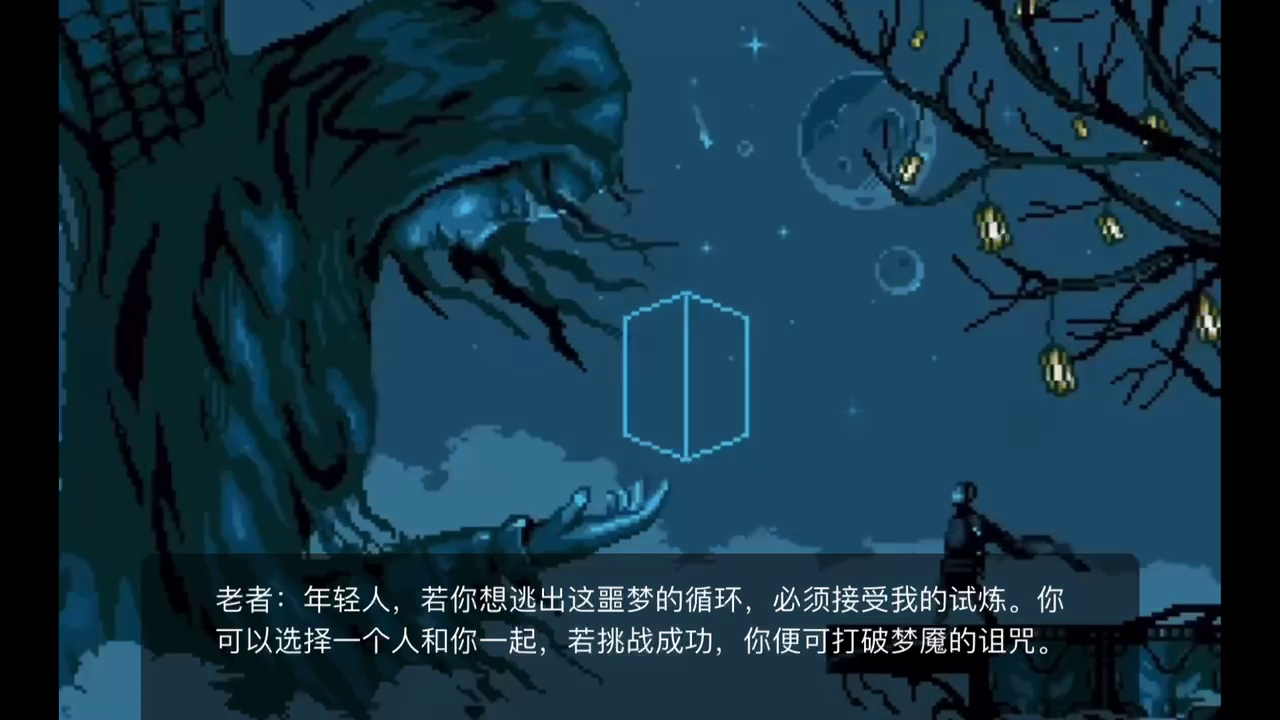 老者：年轻人，若你想逃出这噩梦的循环，必须接受我的试炼。你
可以选择一个人和你一起，若挑战成功，你便可打破梦魇的诅咒。